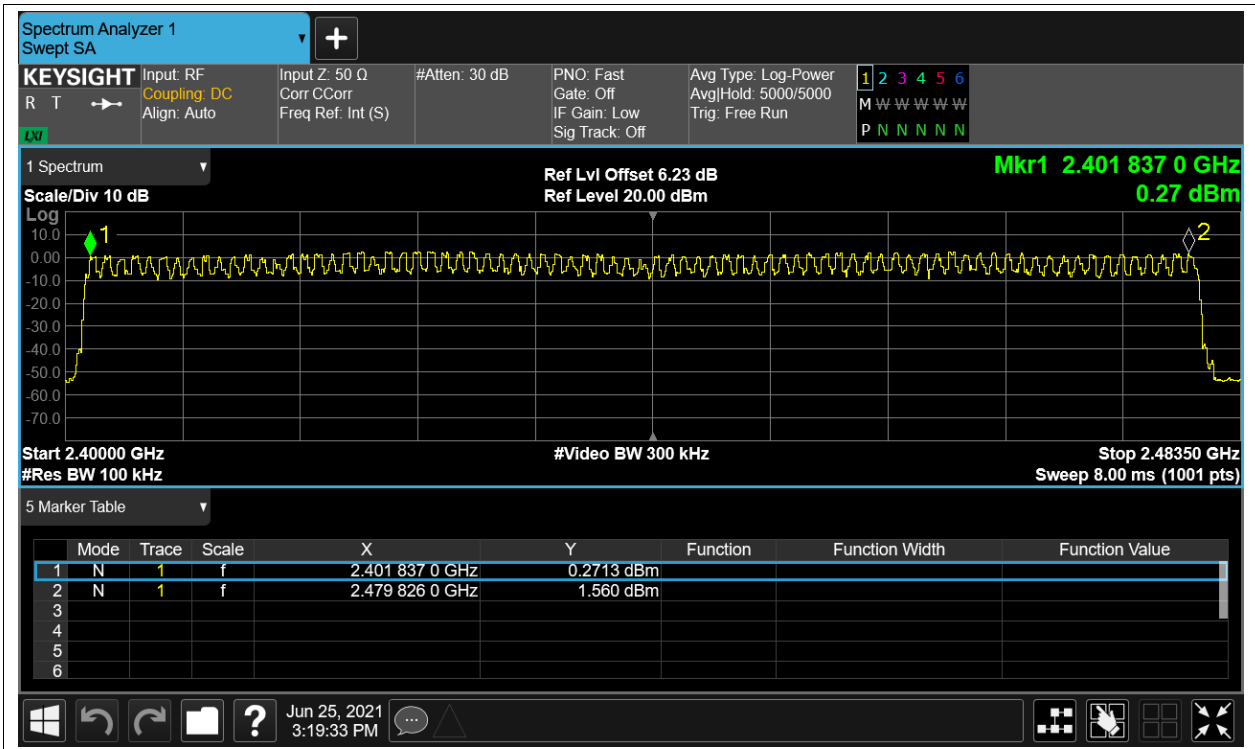 Spectrum Analyzer 1
Swept SA
KEYSIGHT
R T
LXI
Input: RF
Coupling: DC
Align: Auto
Input Z: 50 Ω
Corr CCorr
Freq Ref: Int (S)
#Atten: 30 dB
PNO: Fast
Gate: Off
IF Gain: Low
Sig Track: Off
Avg Type: Log-Power
Avg|Hold: 5000/5000
Trig: Free Run
1 2 3 4 5 6
M W W W W W
P N N N N N
1 Spectrum
Scale/Div 10 dB
Ref Lvl Offset 6.23 dB
Ref Level 20.00 dBm
Mkr1 2.401 837 0 GHz
0.27 dBm
Log
10.0
0.00
-10.0
-20.0
-30.0
-40.0
-50.0
-60.0
-70.0
1
2
Start 2.40000 GHz
#Video BW 300 kHz
Stop 2.48350 GHz
#Res BW 100 kHz
Sweep 8.00 ms (1001 pts)
5 Marker Table
Mode Trace Scale X Y Function Function Width Function Value
1 N 1 f 2.401 837 0 GHz 0.2713 dBm
2 N 1 f 2.479 826 0 GHz 1.560 dBm
3
4
5
6
?
Jun 25, 2021
3:19:33 PM